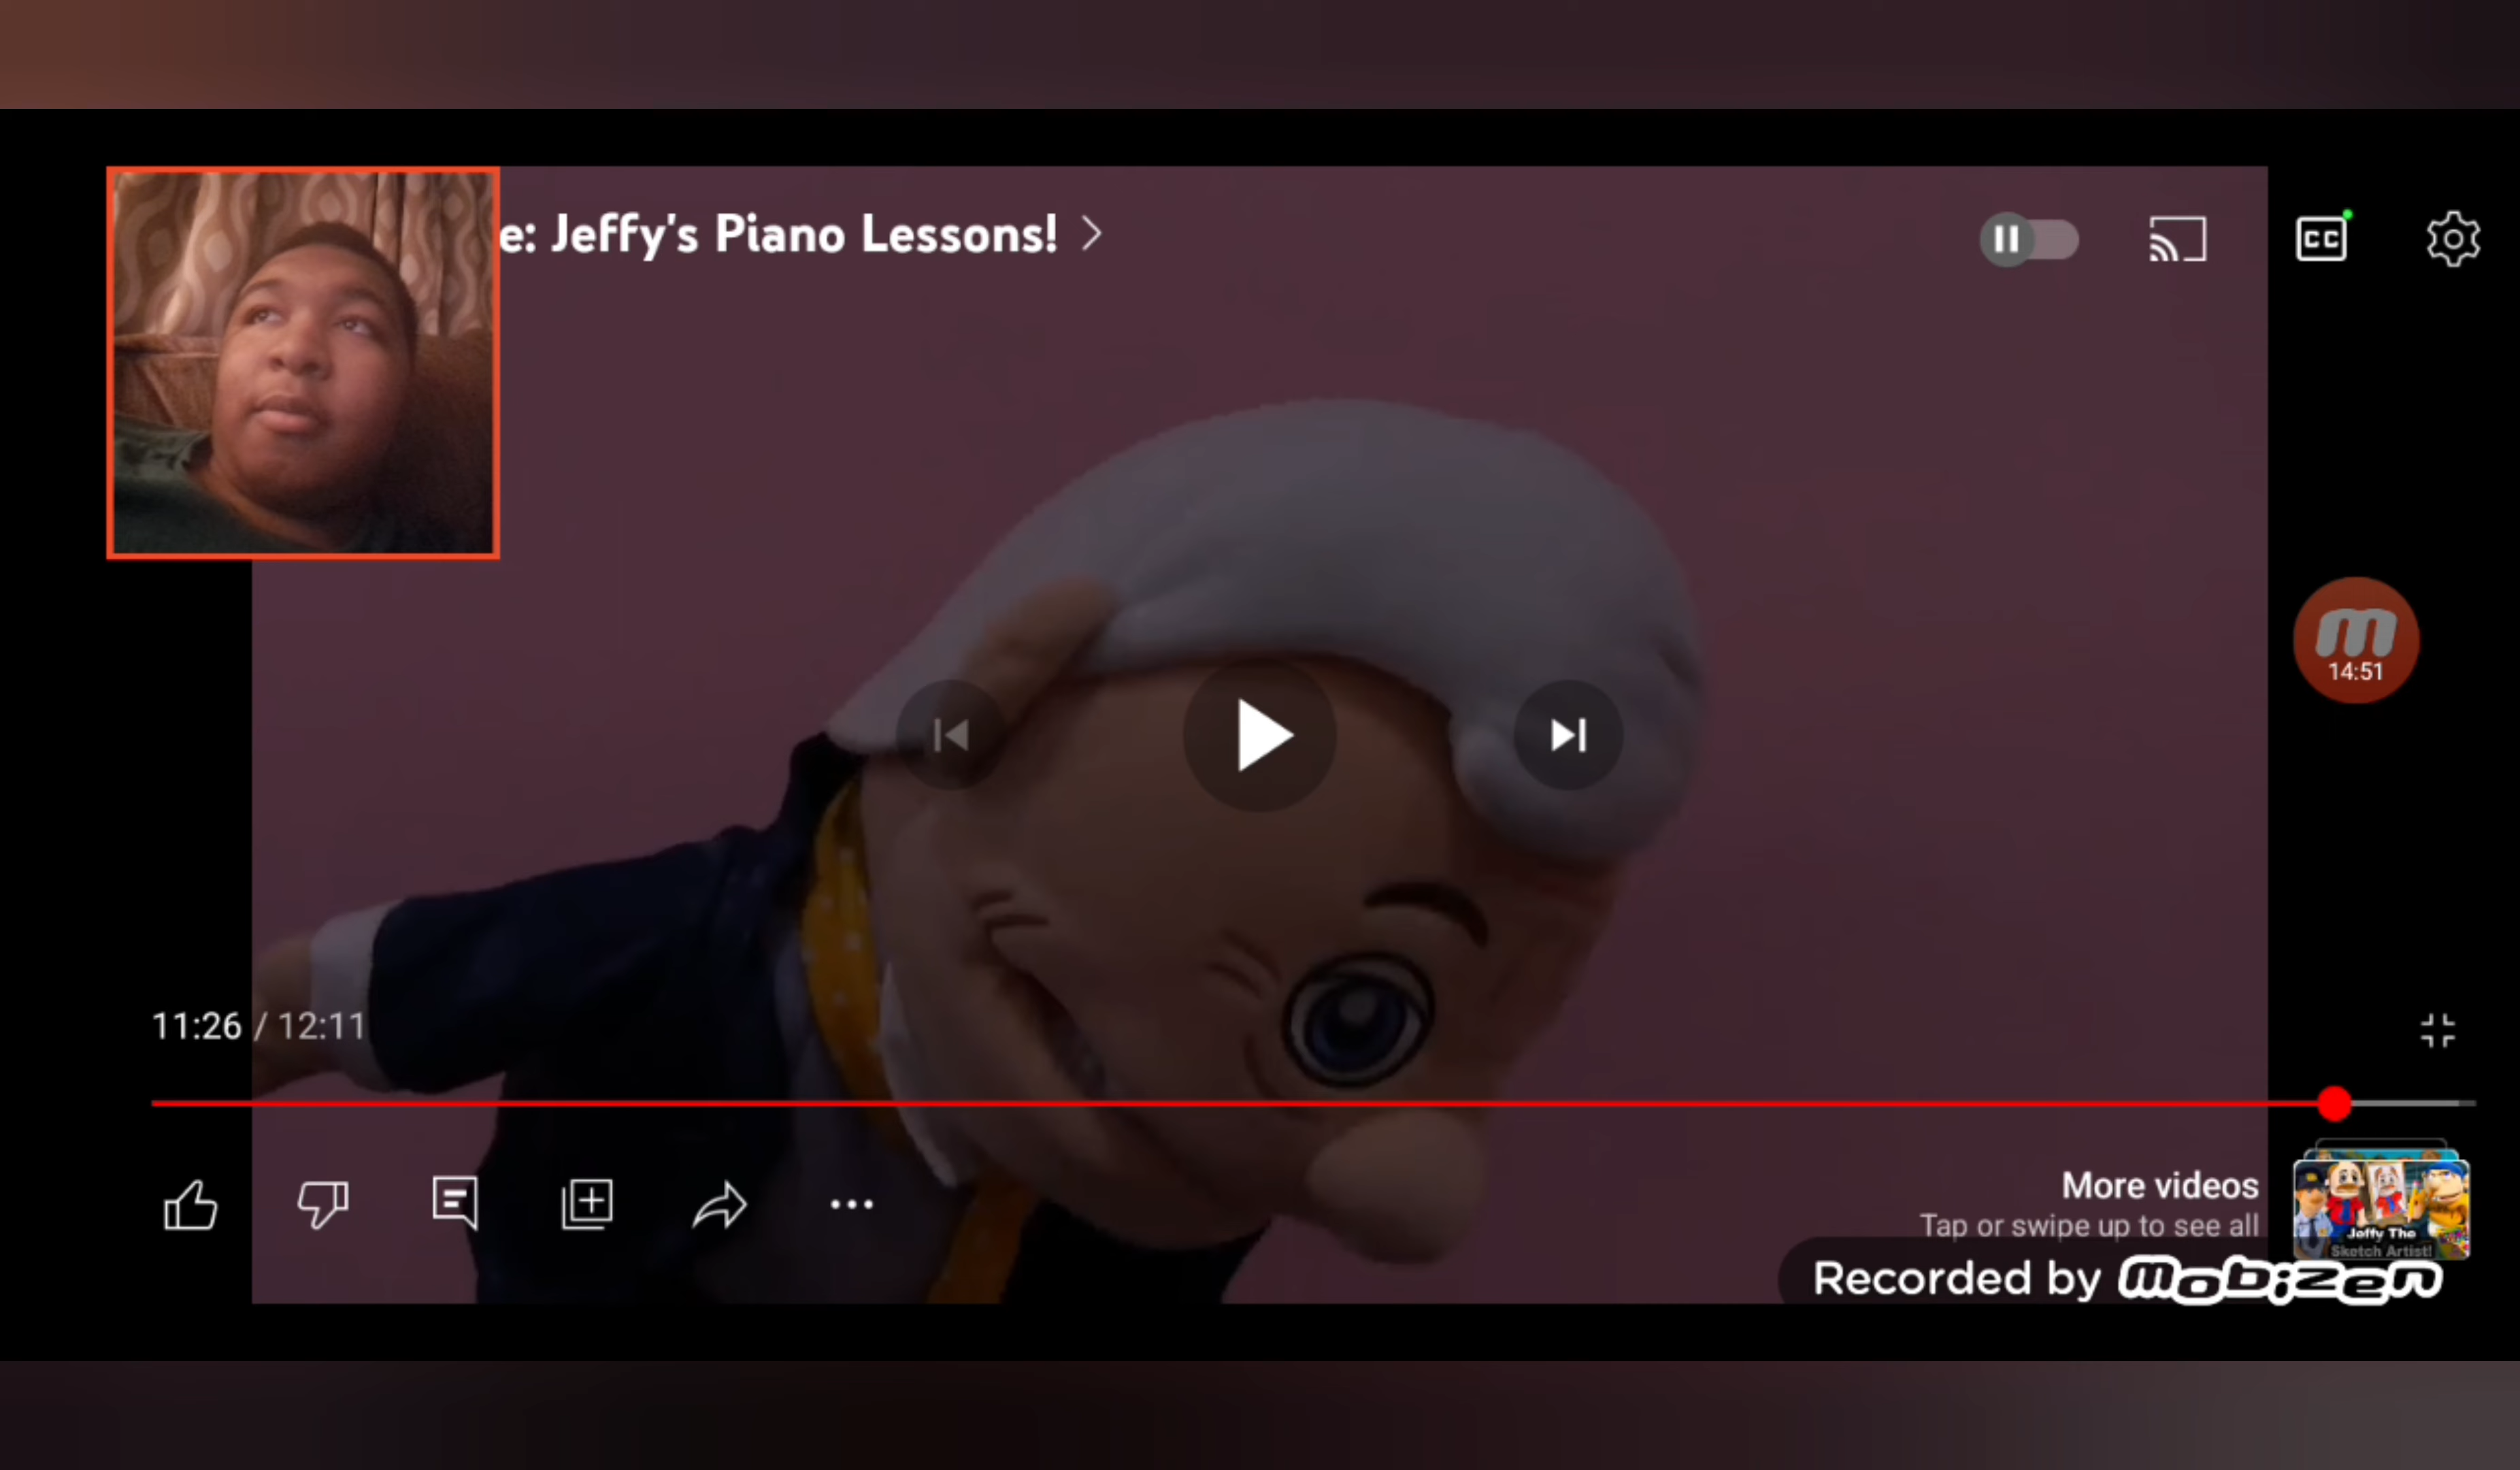 e: Jeffy's Piano Lessons!
CC
m
14:51
11:26 / 12:11
More videos
Tap or swipe up to see all
Jeffy The
Sketch Artist!
Recorded by mobizen